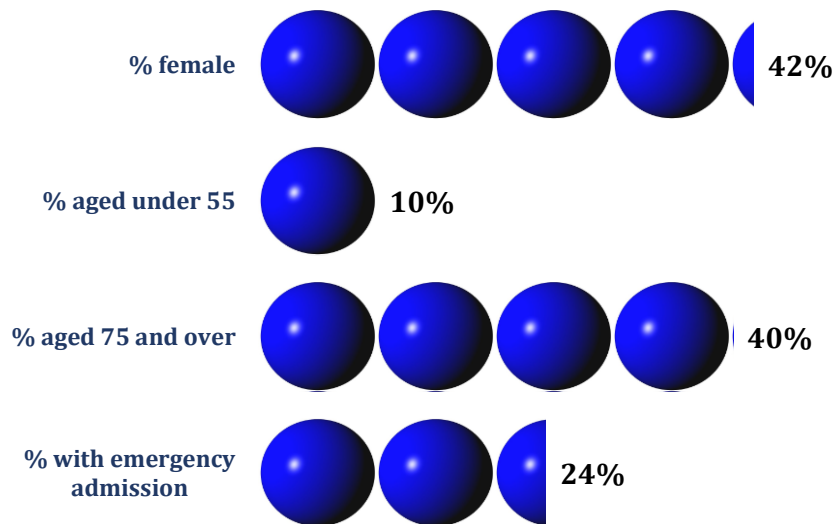 % female
42%
% aged under 55
10%
% aged 75 and over
40%
% with emergency
admission
24%